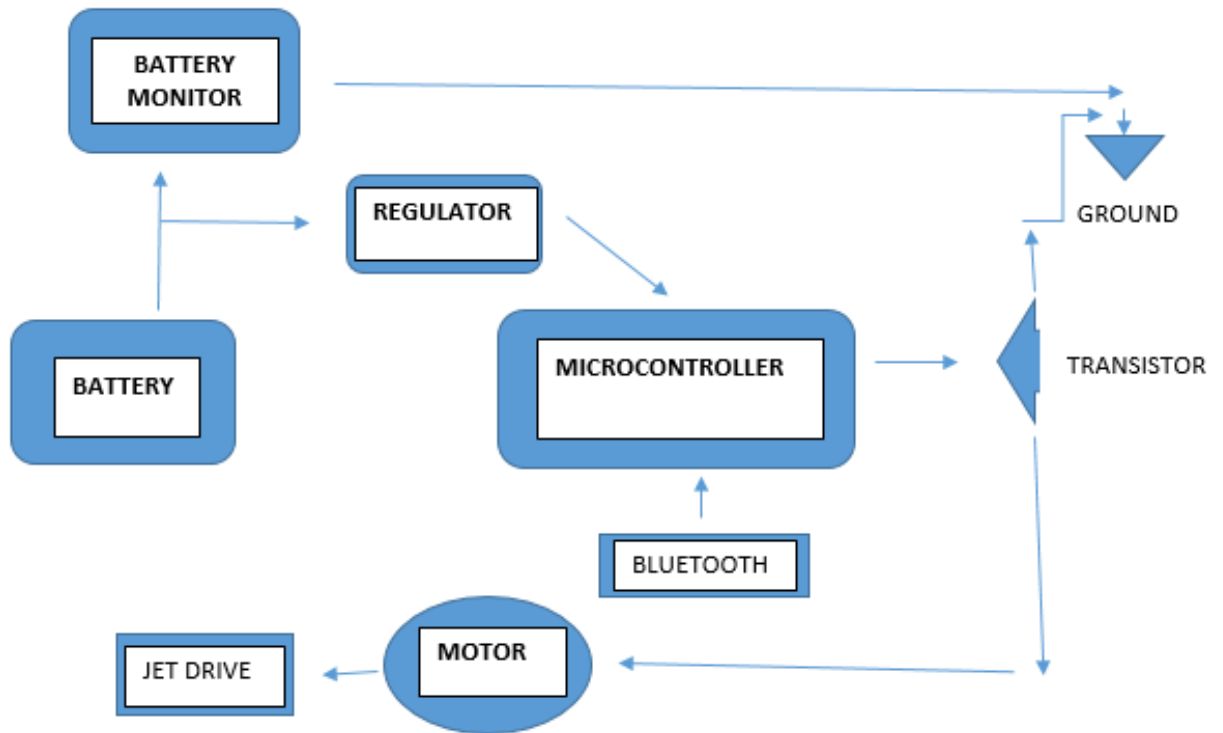 BATTERY
MONITOR
REGULATOR
GROUND
BATTERY
MICROCONTROLLER
TRANSISTOR
BLUETOOTH
JET DRIVE
MOTOR